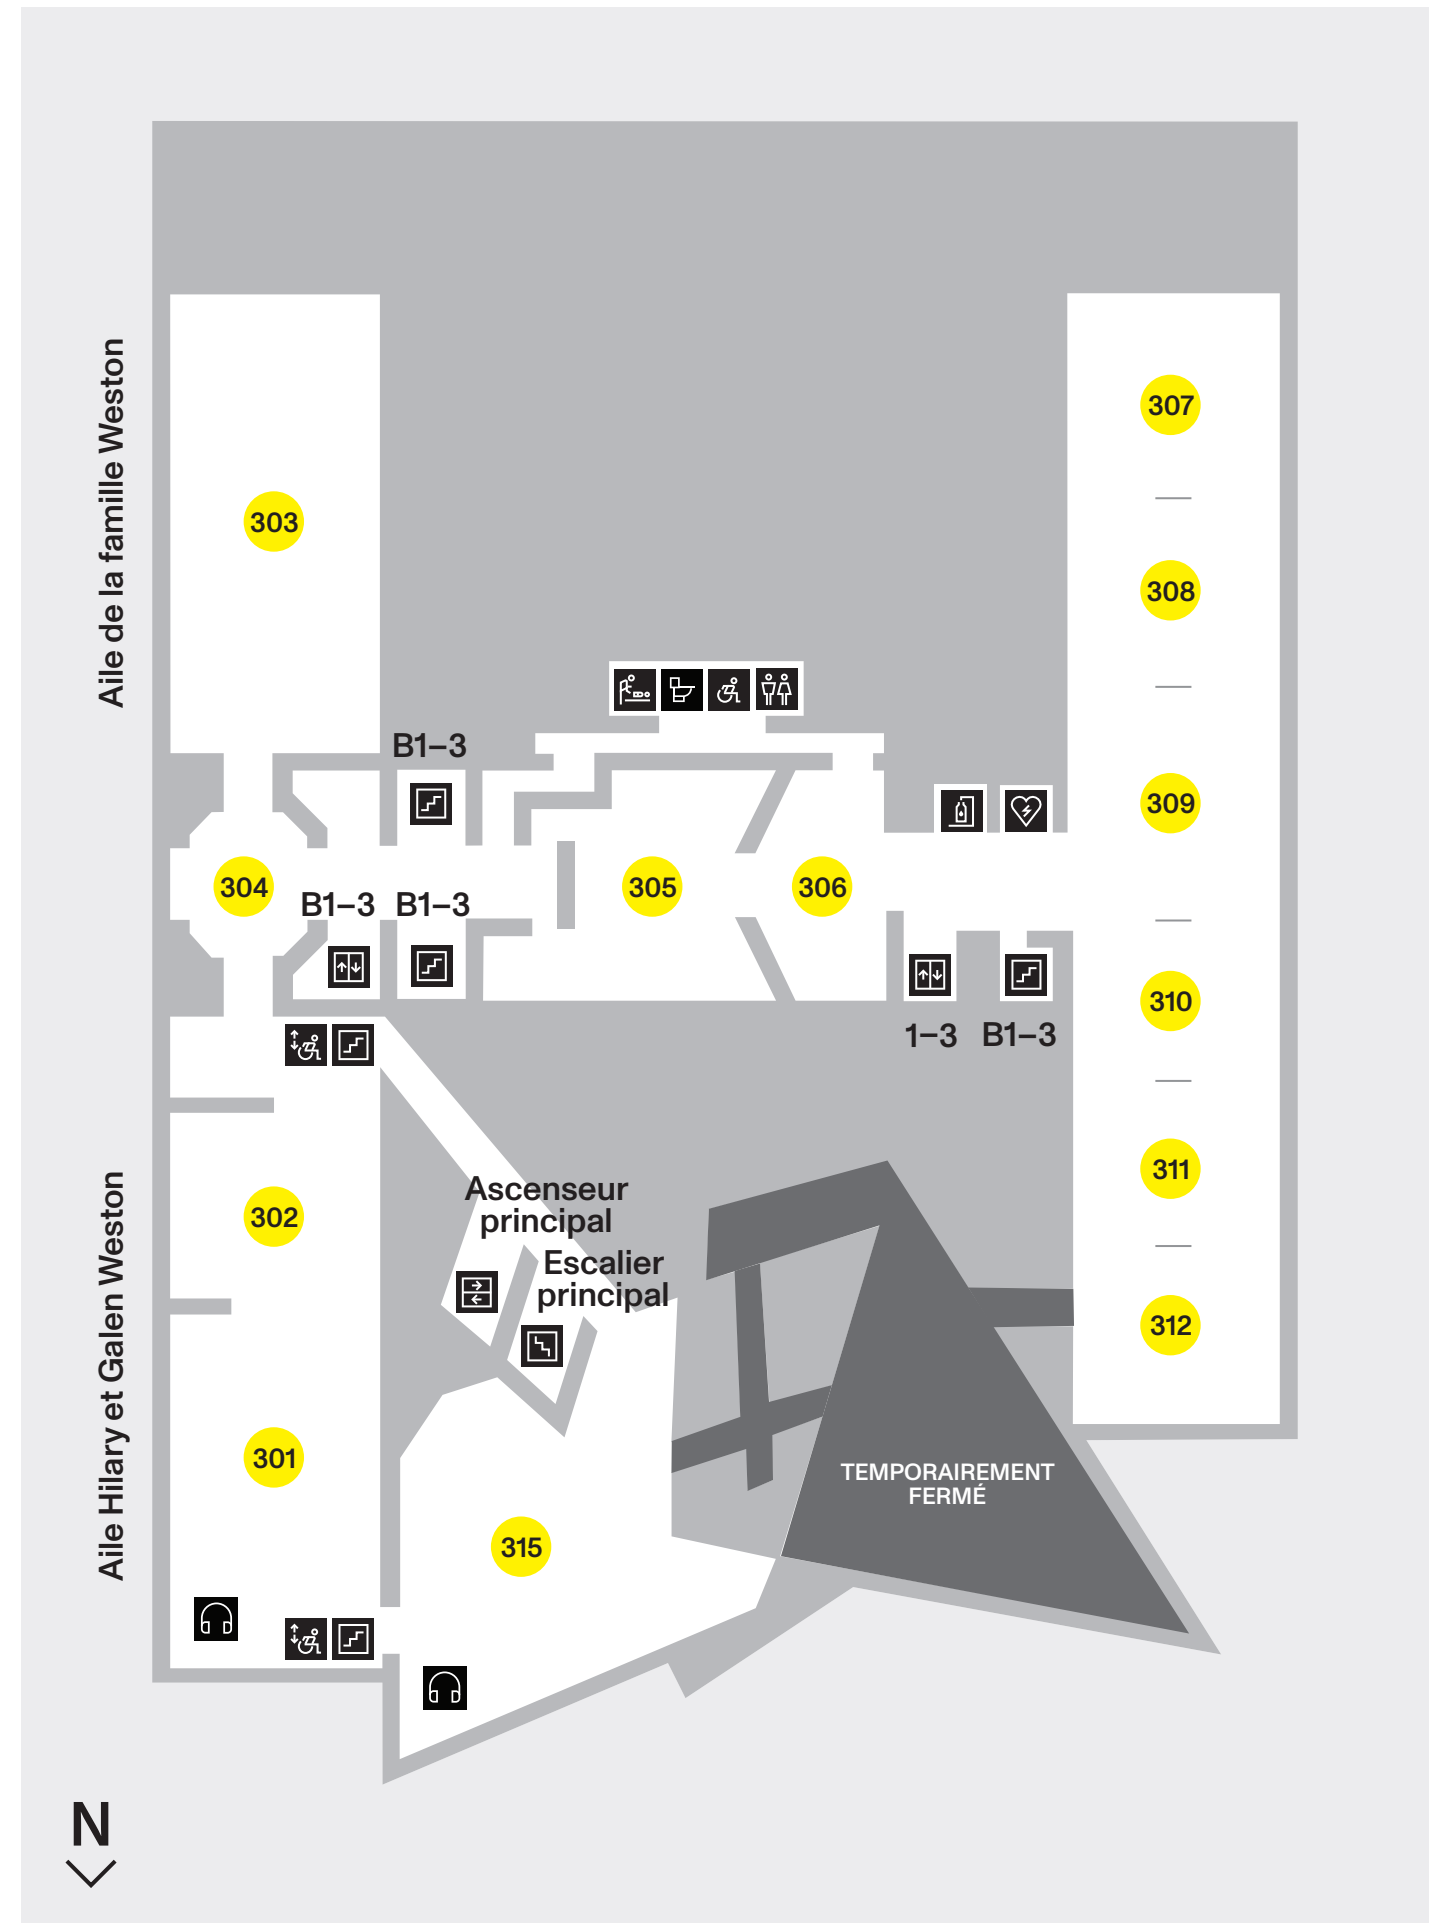 307
Aile de la famille Weston
303
308
B1–3
309
304
B1–3
B1–3
305
306
310
1–3
B1–3
311
Ascenseur
principal
302
Escalier
principal
312
Aile Hilary et Galen Weston
301
TEMPORAIREMENT
FERMÉ
315
N